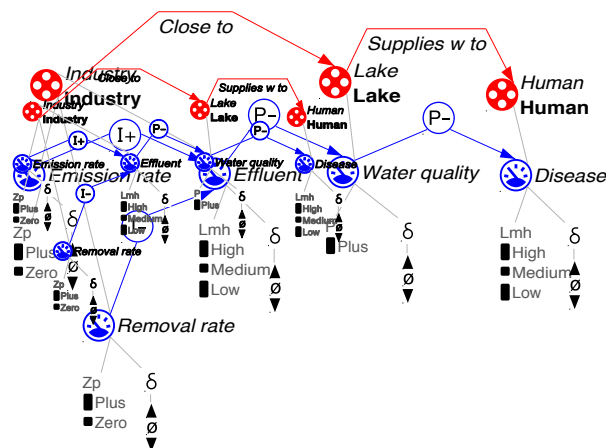 Close to
Supplies w to
Industry
Industry
Lake
Lake
Human
Human
Close to
Supplies w to
Industry
Industry
Lake
Lake
Human
Human
I+
P−
P−
I+
P−
P−
Emission rate
Effluent
Water quality
Disease
Emission rate
Effluent
Water quality
Disease
I−
Zp
Plus
Zero
δ
ø
Lmh
High
Medium
Low
δ
ø
Plus
δ
ø
Lmh
High
Medium
Low
δ
ø
Zp
Plus
Zero
δ
ø
Lmh
High
Medium
Low
δ
ø
P
Plus
δ
ø
Lmh
High
Medium
Low
δ
ø
Removal rate
Zp
Plus
Zero
δ
ø
Removal rate
Zp
Plus
Zero
δ
ø